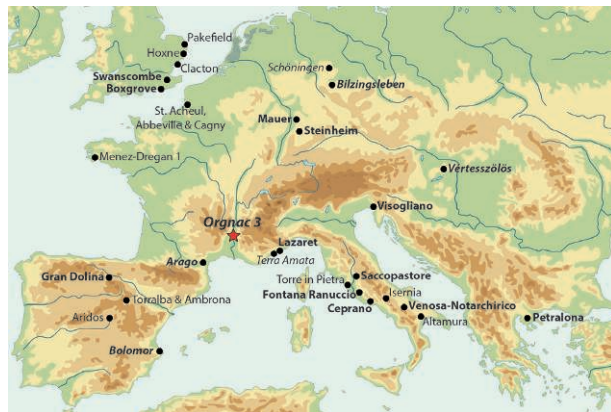 Pakefield
Hoxne
Clacton
Swanscombe
Boxgrove
St. Acheul,
Abbeville & Cagny
Menez-Dregan 1
Schöningen
Bilzingsleben
Mauer
Steinheim
Vértesszölös
Visogliano
Orgnac 3
Lazaret
Terra Amata
Arago
Gran Dolina
Torralba & Ambrona
Aridos
Bolomor
Saccopastore
Torre in Pietra
Isernia
Fontana Ranuccio
Venosa-Notarchirico
Ceprano
Altamura
Petralona